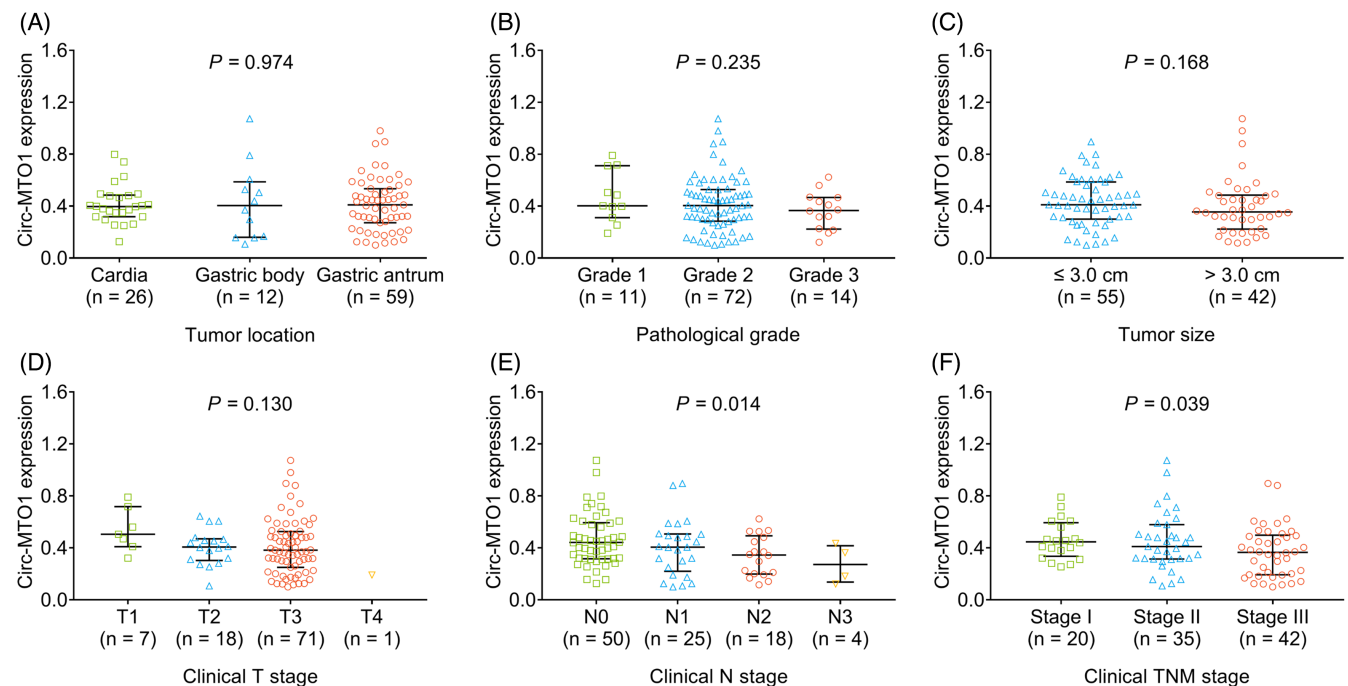 (A)
Circ-MTO1 expression
1.6
1.2
0.8
0.4
0.0
P = 0.974
Cardia
(n = 26)
Gastric body
(n = 12)
Gastric antrum
(n = 59)
Tumor location
(B)
Circ-MTO1 expression
1.6
1.2
0.8
0.4
0.0
P = 0.235
Grade 1
(n = 11)
Grade 2
(n = 72)
Grade 3
(n = 14)
Pathological grade
(C)
Circ-MTO1 expression
1.6
1.2
0.8
0.4
0.0
P = 0.168
≤ 3.0 cm
(n = 55)
> 3.0 cm
(n = 42)
Tumor size
(D)
Circ-MTO1 expression
1.6
1.2
0.8
0.4
0.0
P = 0.130
T1
(n = 7)
T2
(n = 18)
T3
(n = 71)
T4
(n = 1)
Clinical T stage
(E)
Circ-MTO1 expression
1.6
1.2
0.8
0.4
0.0
P = 0.014
N0
(n = 50)
N1
(n = 25)
N2
(n = 18)
N3
(n = 4)
Clinical N stage
(F)
Circ-MTO1 expression
1.6
1.2
0.8
0.4
0.0
P = 0.039
Stage I
(n = 20)
Stage II
(n = 35)
Stage III
(n = 42)
Clinical TNM stage